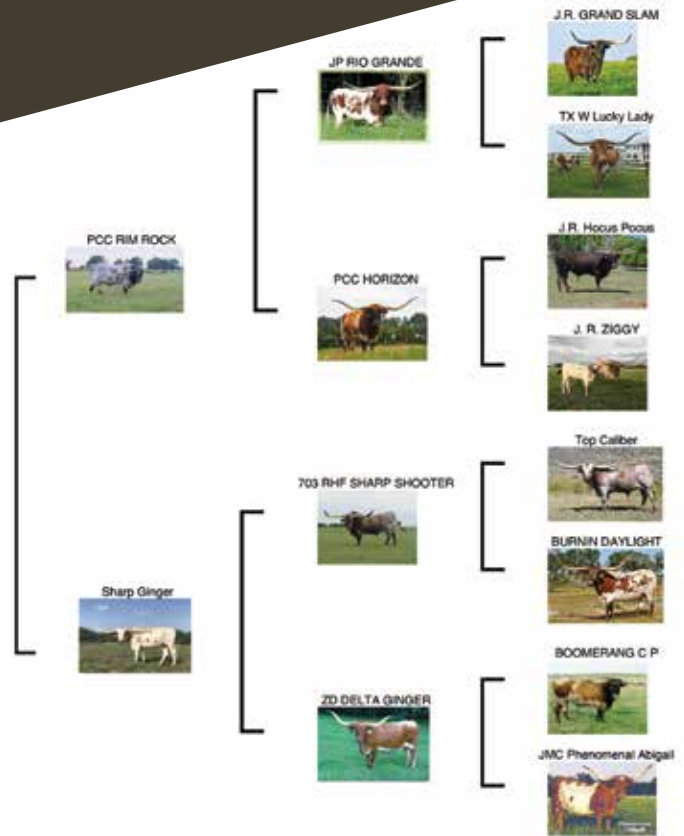 J.R. GRAND SLAM
JP RIO GRANDE
TX W Lucky Lady
PCC RIM ROCK
J.R. Hocus Pocus
PCC HORIZON
J. R. ZIGGY
Top Caliber
703 RHF SHARP SHOOTER
BURNIN DAYLIGHT
Sharp Ginger
BOOMERANG C P
ZD DELTA GINGER
JMC Phenomenal Abigail